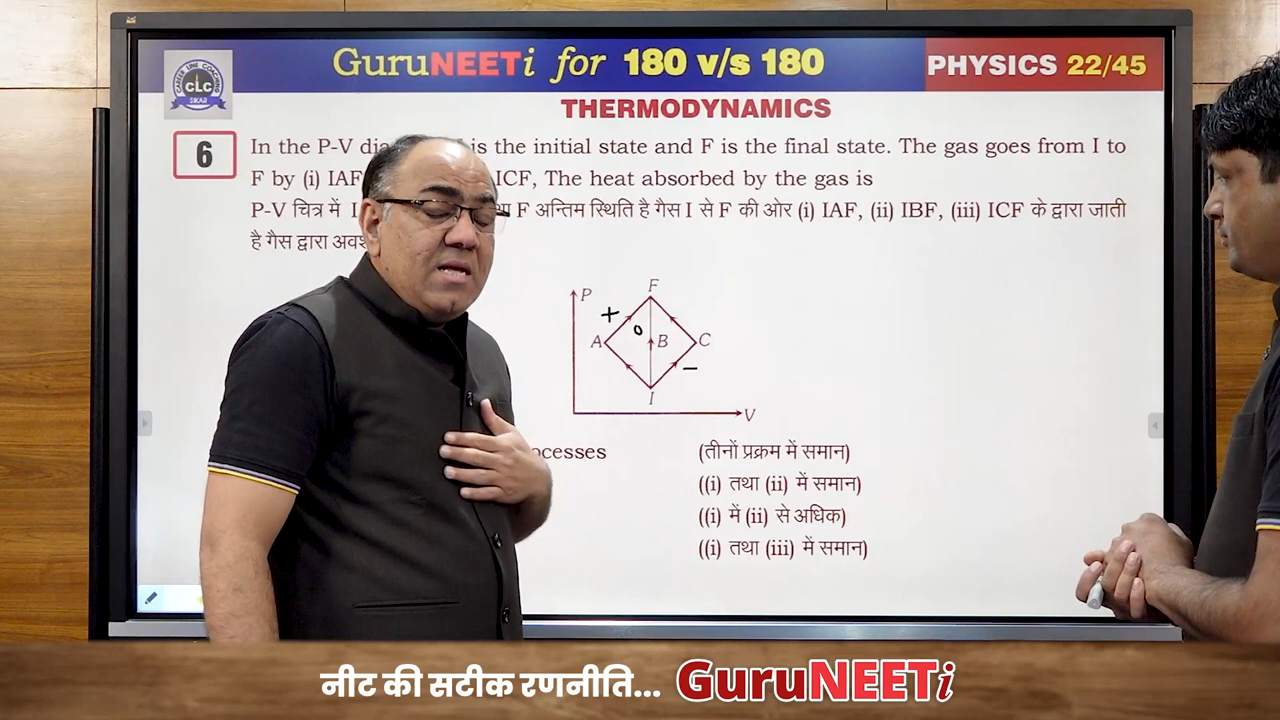 GuruNEETi for 180 v/s 180
PHYSICS 22/45
CAREER LINE COACHING
CLC
SIKAR
THERMODYNAMICS
6
In the P-V is the initial state and F is the final state. The gas goes from I to
F by (i) IAF ICF, The heat absorbed by the gas is
P-V चित्र में I F अन्तिम स्थिति है गैस I से F की ओर (i) IAF, (ii) IBF, (iii) ICF के द्वारा जाती
है गैस द्वारा
P
F
+
0
A
B
C
−
I
V
(तीनों प्रक्रम में समान)
((i) तथा (ii) में समान)
((i) में (ii) से अधिक)
((i) तथा (iii) में समान)
नीट की सटीक रणनीति... GuruNEETi